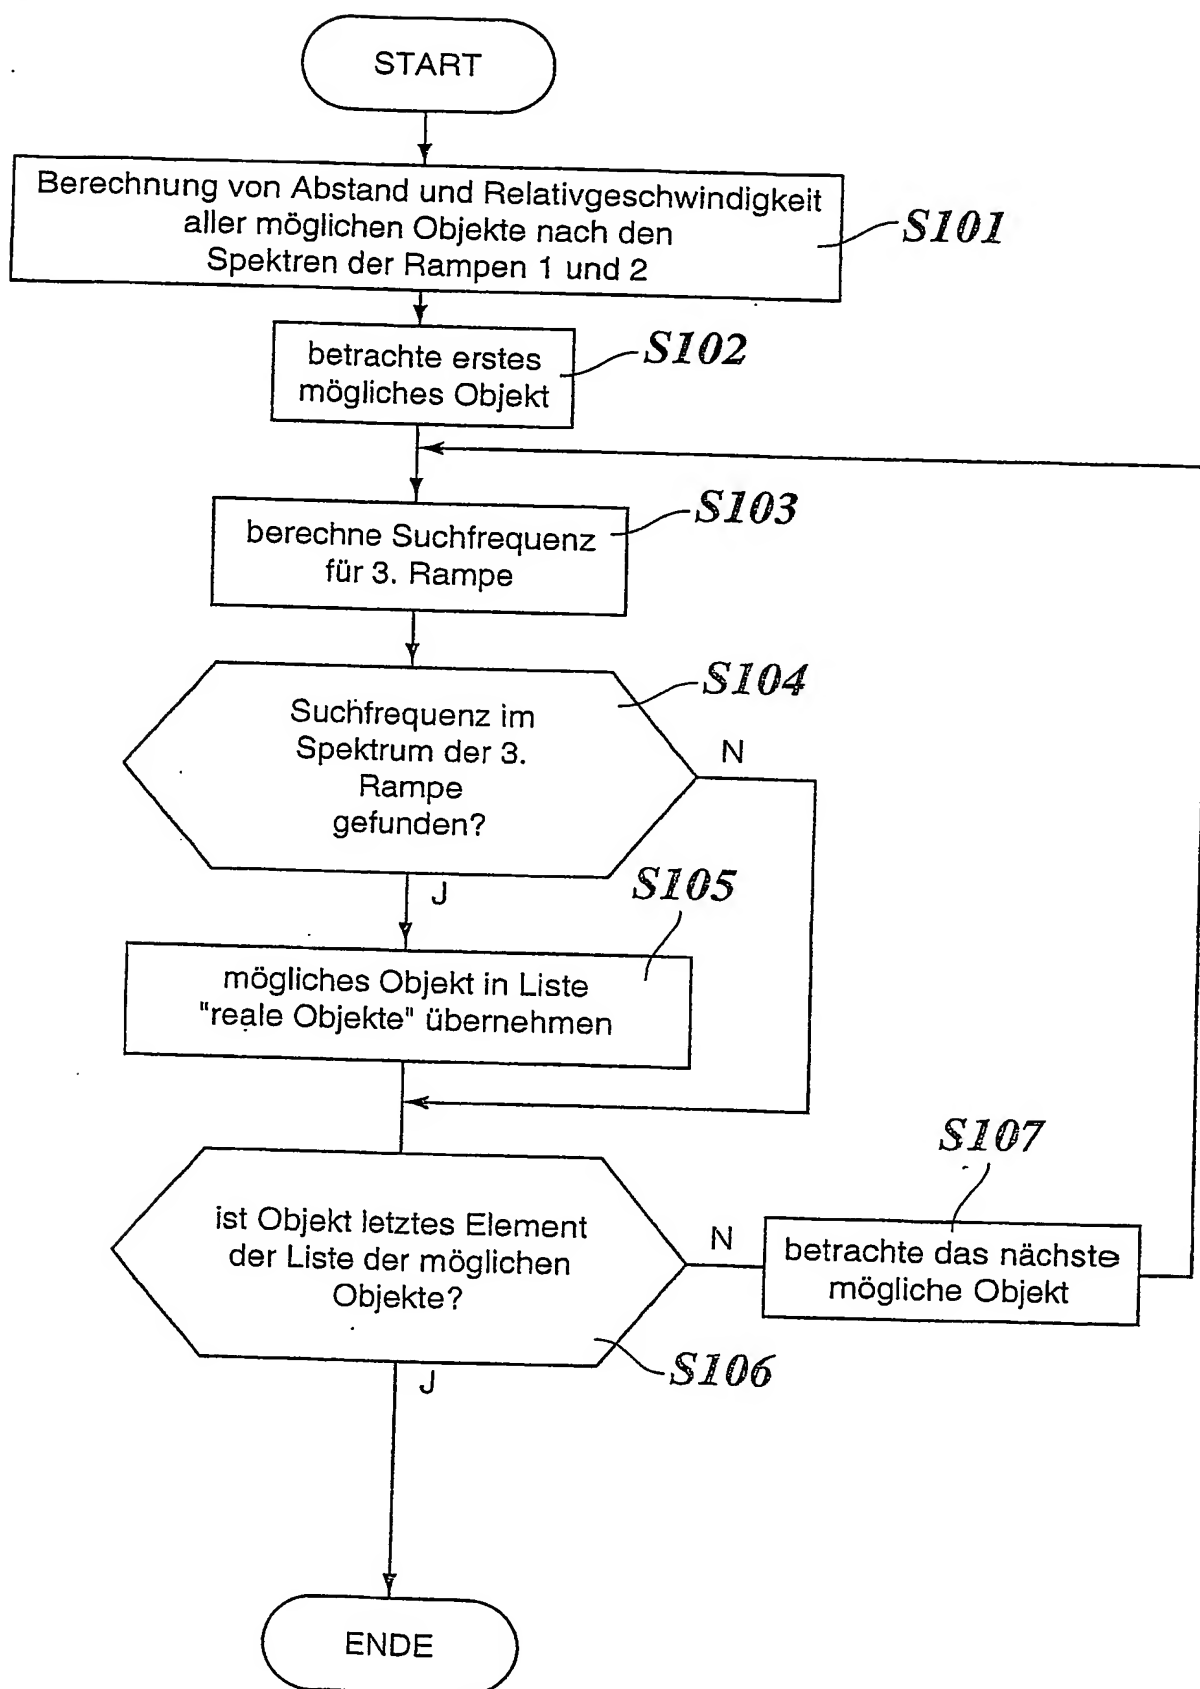 START
Berechnung von Abstand und Relativgeschwindigkeit
aller möglichen Objekte nach den
Spektren der Rampen 1 und 2
S101
betrachte erstes
mögliches Objekt
S102
berechne Suchfrequenz
für 3. Rampe
S103
Suchfrequenz im
Spektrum der 3.
Rampe
gefunden?
S104
N
J
S105
mögliches Objekt in Liste
"reale Objekte" übernehmen
ist Objekt letztes Element
der Liste der möglichen
Objekte?
N
S107
betrachte das nächste
mögliche Objekt
S106
J
ENDE